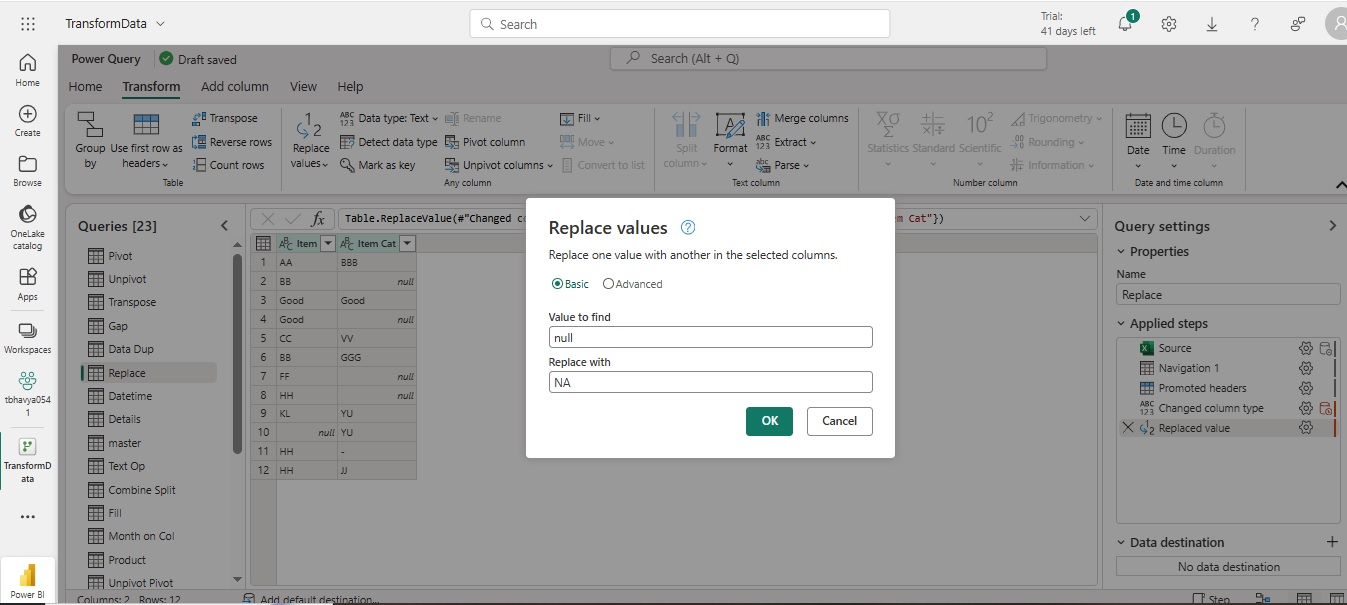 TransformData
Search
Trial:
41 days left
1
Home
Create
Browse
OneLake
catalog
Apps
Workspaces
tbhavya054
1
TransformD
ata
Power BI
Power Query
Draft saved
Search (Alt + Q)
Home Transform Add column View Help
Group
by
Use first row as
headers
Transpose
Reverse rows
Count rows
Table
Replace
values
Data type: Text
Detect data type
Mark as key
Rename
Pivot column
Unpivot columns
Fill
Move
Convert to list
Any column
Split
column
Format
Merge columns
Extract
Parse
Text column
Statistics Standard Scientific
Trigonometry
Rounding
Information
Number column
Date Time Duration
Date and time column
Queries [23]
Pivot
Unpivot
Transpose
Gap
Data Dup
Replace
Datetime
Details
master
Text Op
Combine Split
Fill
Month on Col
Product
Unpivot Pivot
fx Table.ReplaceValue(#"Changed co
m Cat"})
Item Item Cat
1 AA BBB
2 BB null
3 Good Good
4 Good null
5 CC VV
6 BB GGG
7 FF null
8 HH null
9 KL YU
10 null YU
11 HH -
12 HH JJ
Replace values
Replace one value with another in the selected columns.
Basic Advanced
Value to find
null
Replace with
NA
OK Cancel
Query settings
Properties
Name
Replace
Applied steps
Source
Navigation 1
Promoted headers
Changed column type
Replaced value
Data destination
No data destination
Columns: 2 Rows: 12
Add default destination...
Step